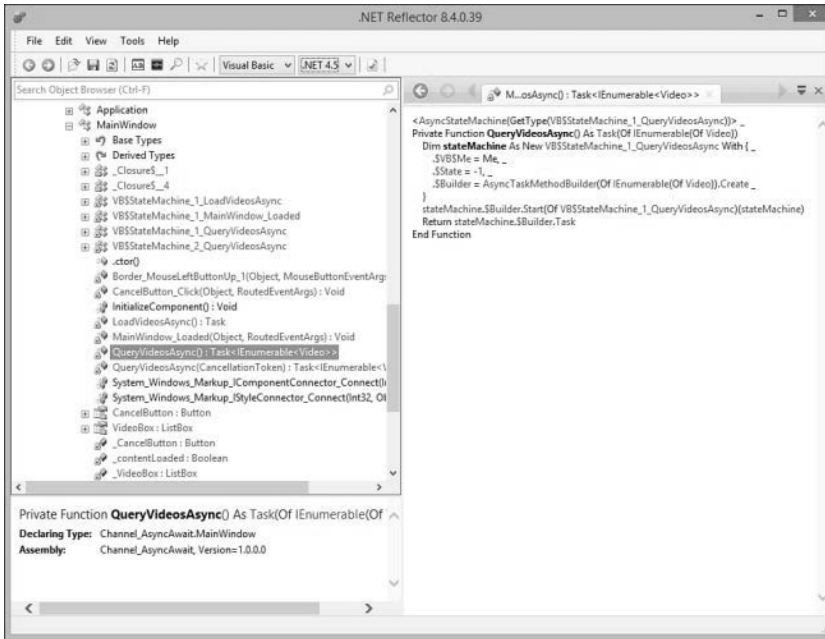 .NET Reflector 8.4.0.39
File Edit View Tools Help
Visual Basic .NET 4.5
Search Object Browser (Ctrl-F)
Application
MainWindow
Base Types
Derived Types
_Closure$__1
_Closure$__4
VB$StateMachine_1_LoadVideosAsync
VB$StateMachine_1_MainWindow_Loaded
VB$StateMachine_1_QueryVideosAsync
VB$StateMachine_2_QueryVideosAsync
.ctor()
Border_MouseLeftButtonUp_1(Object, MouseButtonEventArgs
CancelButton_Click(Object, RoutedEventArgs) : Void
InitializeComponent() : Void
LoadVideosAsync() : Task
MainWindow_Loaded(Object, RoutedEventArgs) : Void
QueryVideosAsync() : Task<IEnumerable<Video>>
QueryVideosAsync(CancellationToken) : Task<IEnumerable<V
System_Windows_Markup_IComponentConnector_Connect(I
System_Windows_Markup_IStyleConnector_Connect(Int32, Ob
CancelButton : Button
VideoBox : ListBox
_CancelButton : Button
_contentLoaded : Boolean
_VideoBox : ListBox
Private Function QueryVideosAsync() As Task(Of IEnumerable(Of
Declaring Type: Channel_AsyncAwait.MainWindow
Assembly: Channel_AsyncAwait, Version=1.0.0.0
M...osAsync() : Task<IEnumerable<Video>>
<AsyncStateMachine(GetType(VB$StateMachine_1_QueryVideosAsync))> _
Private Function QueryVideosAsync() As Task(Of IEnumerable(Of Video))
Dim stateMachine As New VB$StateMachine_1_QueryVideosAsync With { _
.$VB$Me = Me, _
.$State = -1, _
.$Builder = AsyncTaskMethodBuilder(Of IEnumerable(Of Video)).Create _
}
stateMachine.$Builder.Start(Of VB$StateMachine_1_QueryVideosAsync)(stateMachine)
Return stateMachine.$Builder.Task
End Function